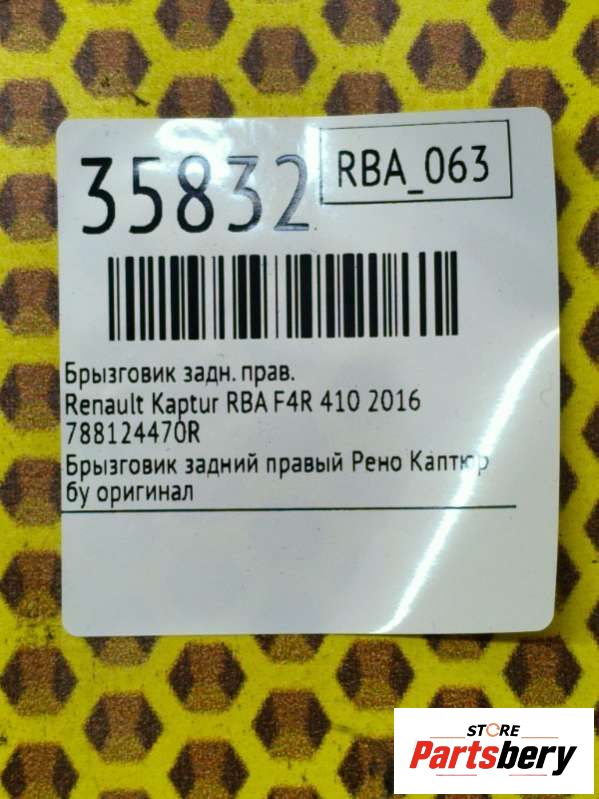 35832
RBA_063
Брызговик задн. прав.
Renault Kaptur RBA F4R 410 2016
788124470R
Брызговик задний правый Рено Каптюр
бу оригинал
STORE
Partsbery